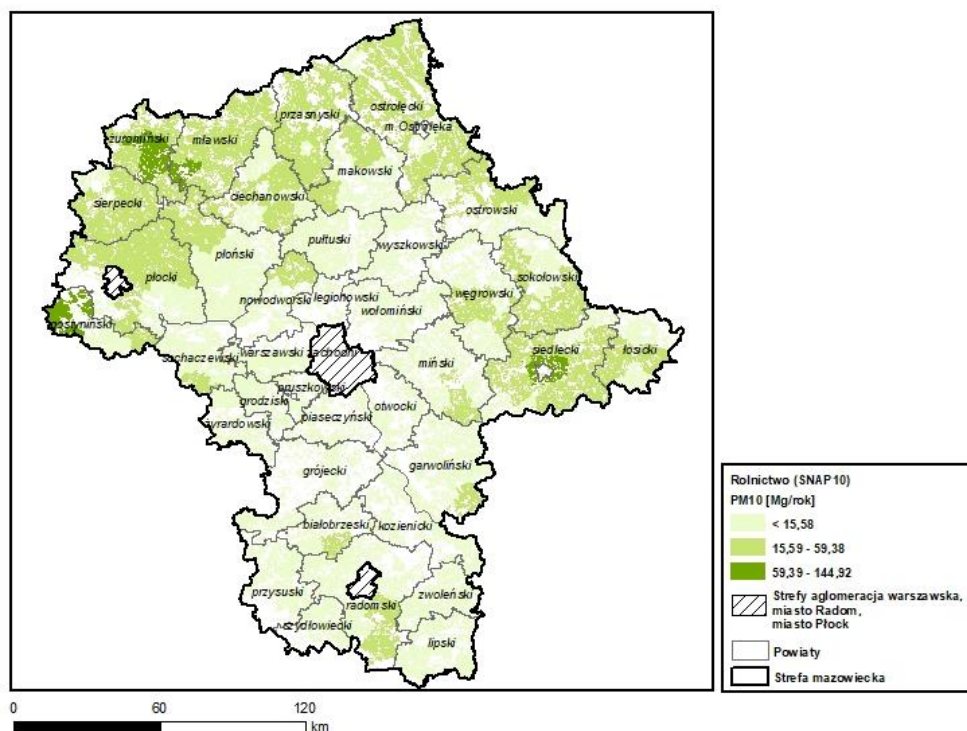 ostrołęcki
przasnyski
m.Ostrołęka
żuromiński
mławski
makowski
ciechanowski
sierpecki
ostrowski
pułtuski
wyszkowski
płoński
sokołowski
płocki
węgrowski
nowodworski
legionowski
wołomiński
gostyniński
siedlecki
łosicki
sochaczewski
warszawski zachodni
miński
pruszkowski
grodziski
otwocki
piaseczyński
żyrardowski
garwoliński
grójecki
białobrzeski
kozienicki
przysuski
zwoleński
radomski
szydłowiecki
lipski
Rolnictwo (SNAP10)
PM10 [Mg/rok]
< 15,58
15,59 - 59,38
59,39 - 144,92
Strefy aglomeracja warszawska,
miasto Radom,
miasto Płock
Powiaty
Strefa mazowiecka
0 60 120
km